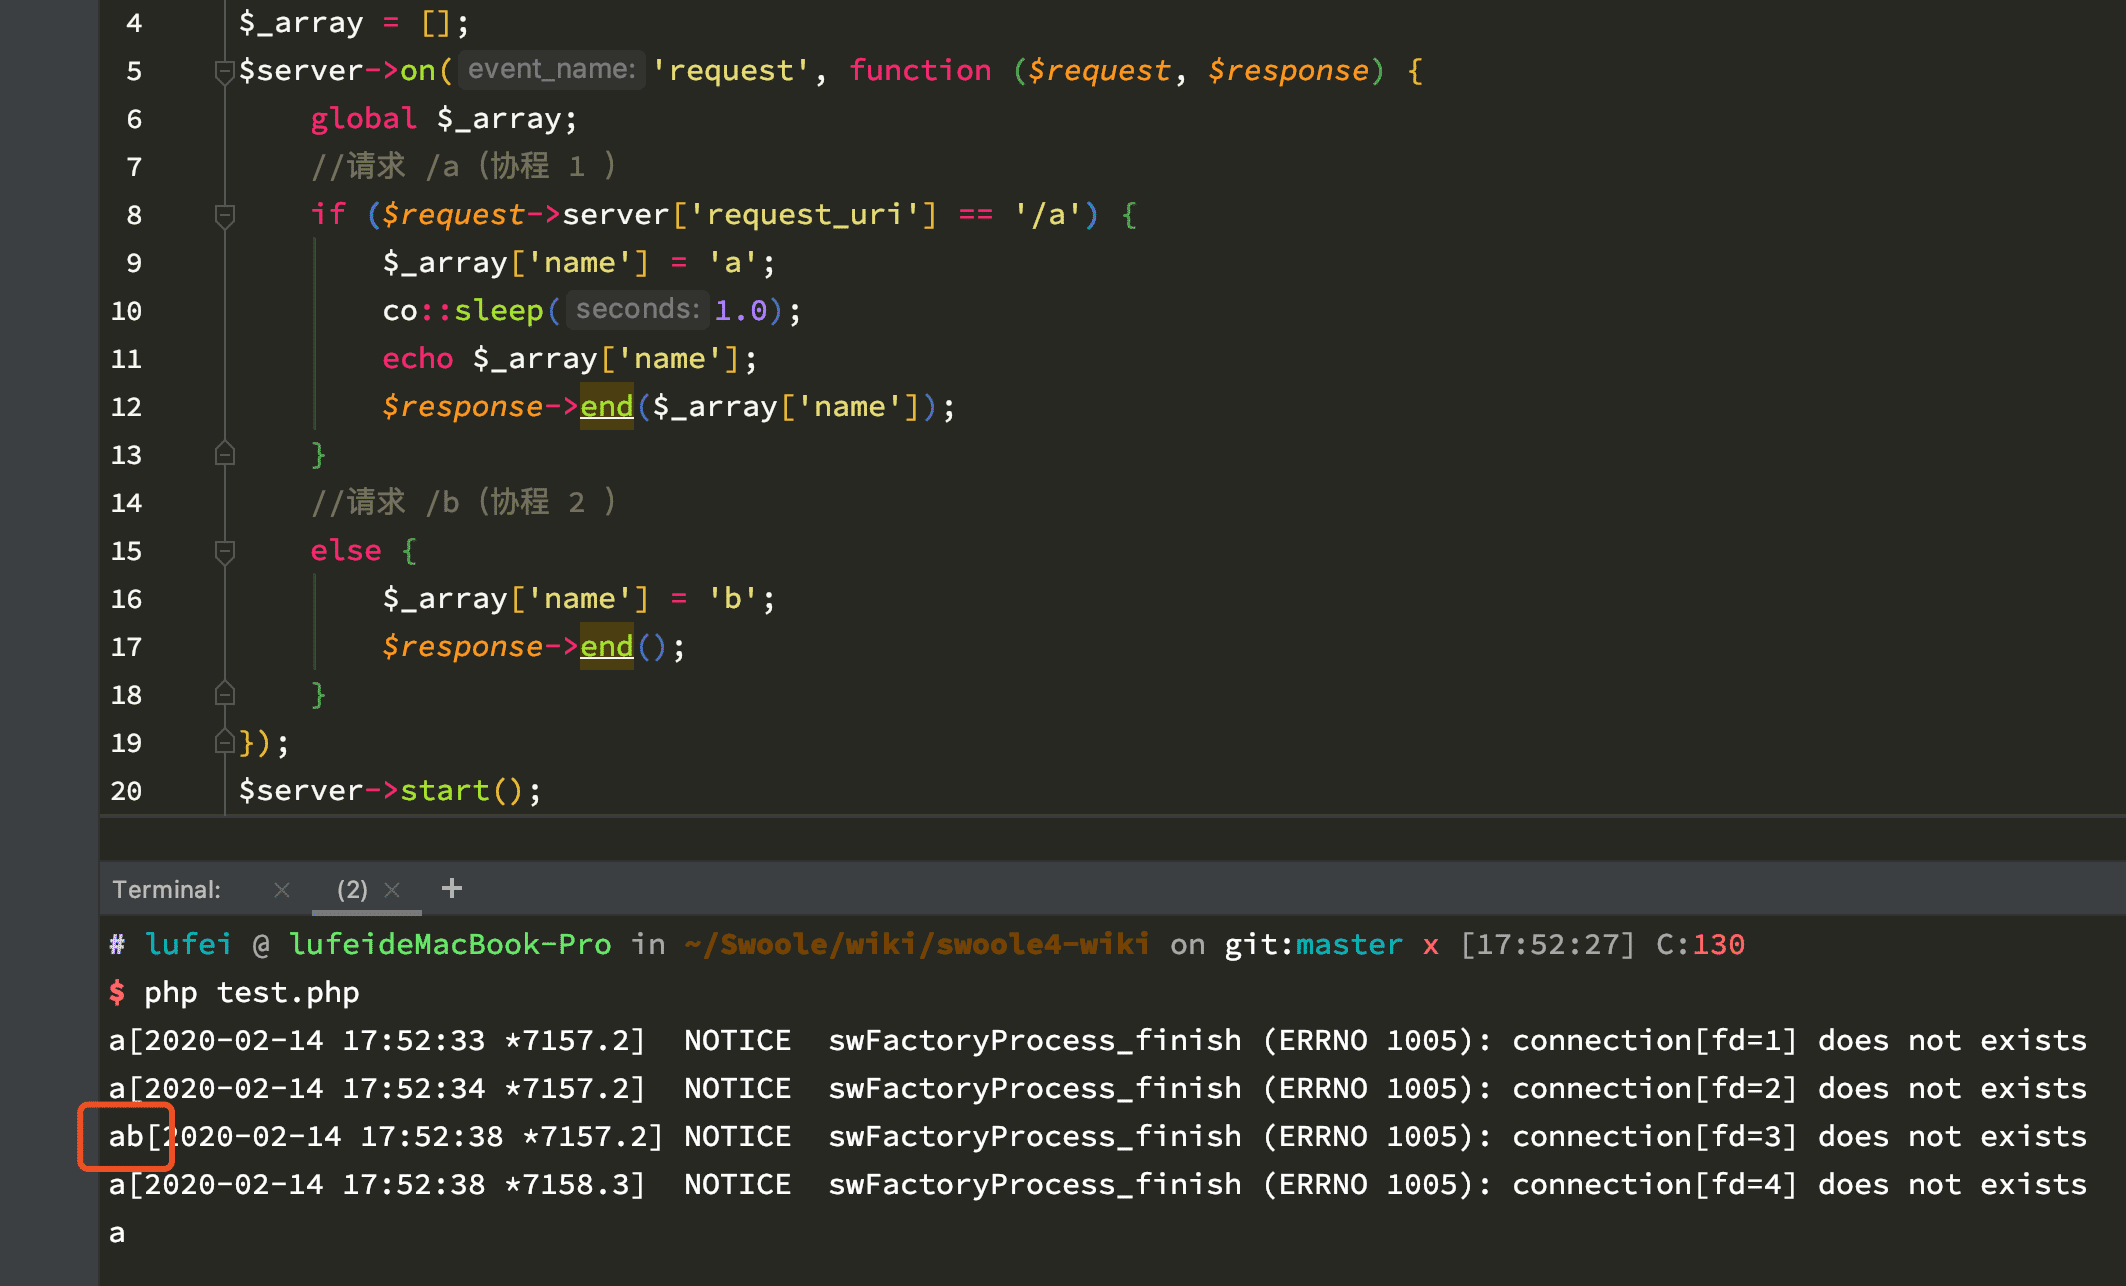 4 $_array = [];
5 $server->on( event_name: 'request', function ($request, $response) {
6 global $_array;
7 //请求 /a（协程 1 ）
8 if ($request->server['request_uri'] == '/a') {
9 $_array['name'] = 'a';
10 co::sleep( seconds: 1.0);
11 echo $_array['name'];
12 $response->end($_array['name']);
13 }
14 //请求 /b（协程 2 ）
15 else {
16 $_array['name'] = 'b';
17 $response->end();
18 }
19 });
20 $server->start();
Terminal: × (2) × +
# lufei @ lufeideMacBook-Pro in ~/Swoole/wiki/swoole4-wiki on git:master x [17:52:27] C:130
$ php test.php
a[2020-02-14 17:52:33 *7157.2] NOTICE swFactoryProcess_finish (ERRNO 1005): connection[fd=1] does not exists
a[2020-02-14 17:52:34 *7157.2] NOTICE swFactoryProcess_finish (ERRNO 1005): connection[fd=2] does not exists
ab[2020-02-14 17:52:38 *7157.2] NOTICE swFactoryProcess_finish (ERRNO 1005): connection[fd=3] does not exists
a[2020-02-14 17:52:38 *7158.3] NOTICE swFactoryProcess_finish (ERRNO 1005): connection[fd=4] does not exists
a